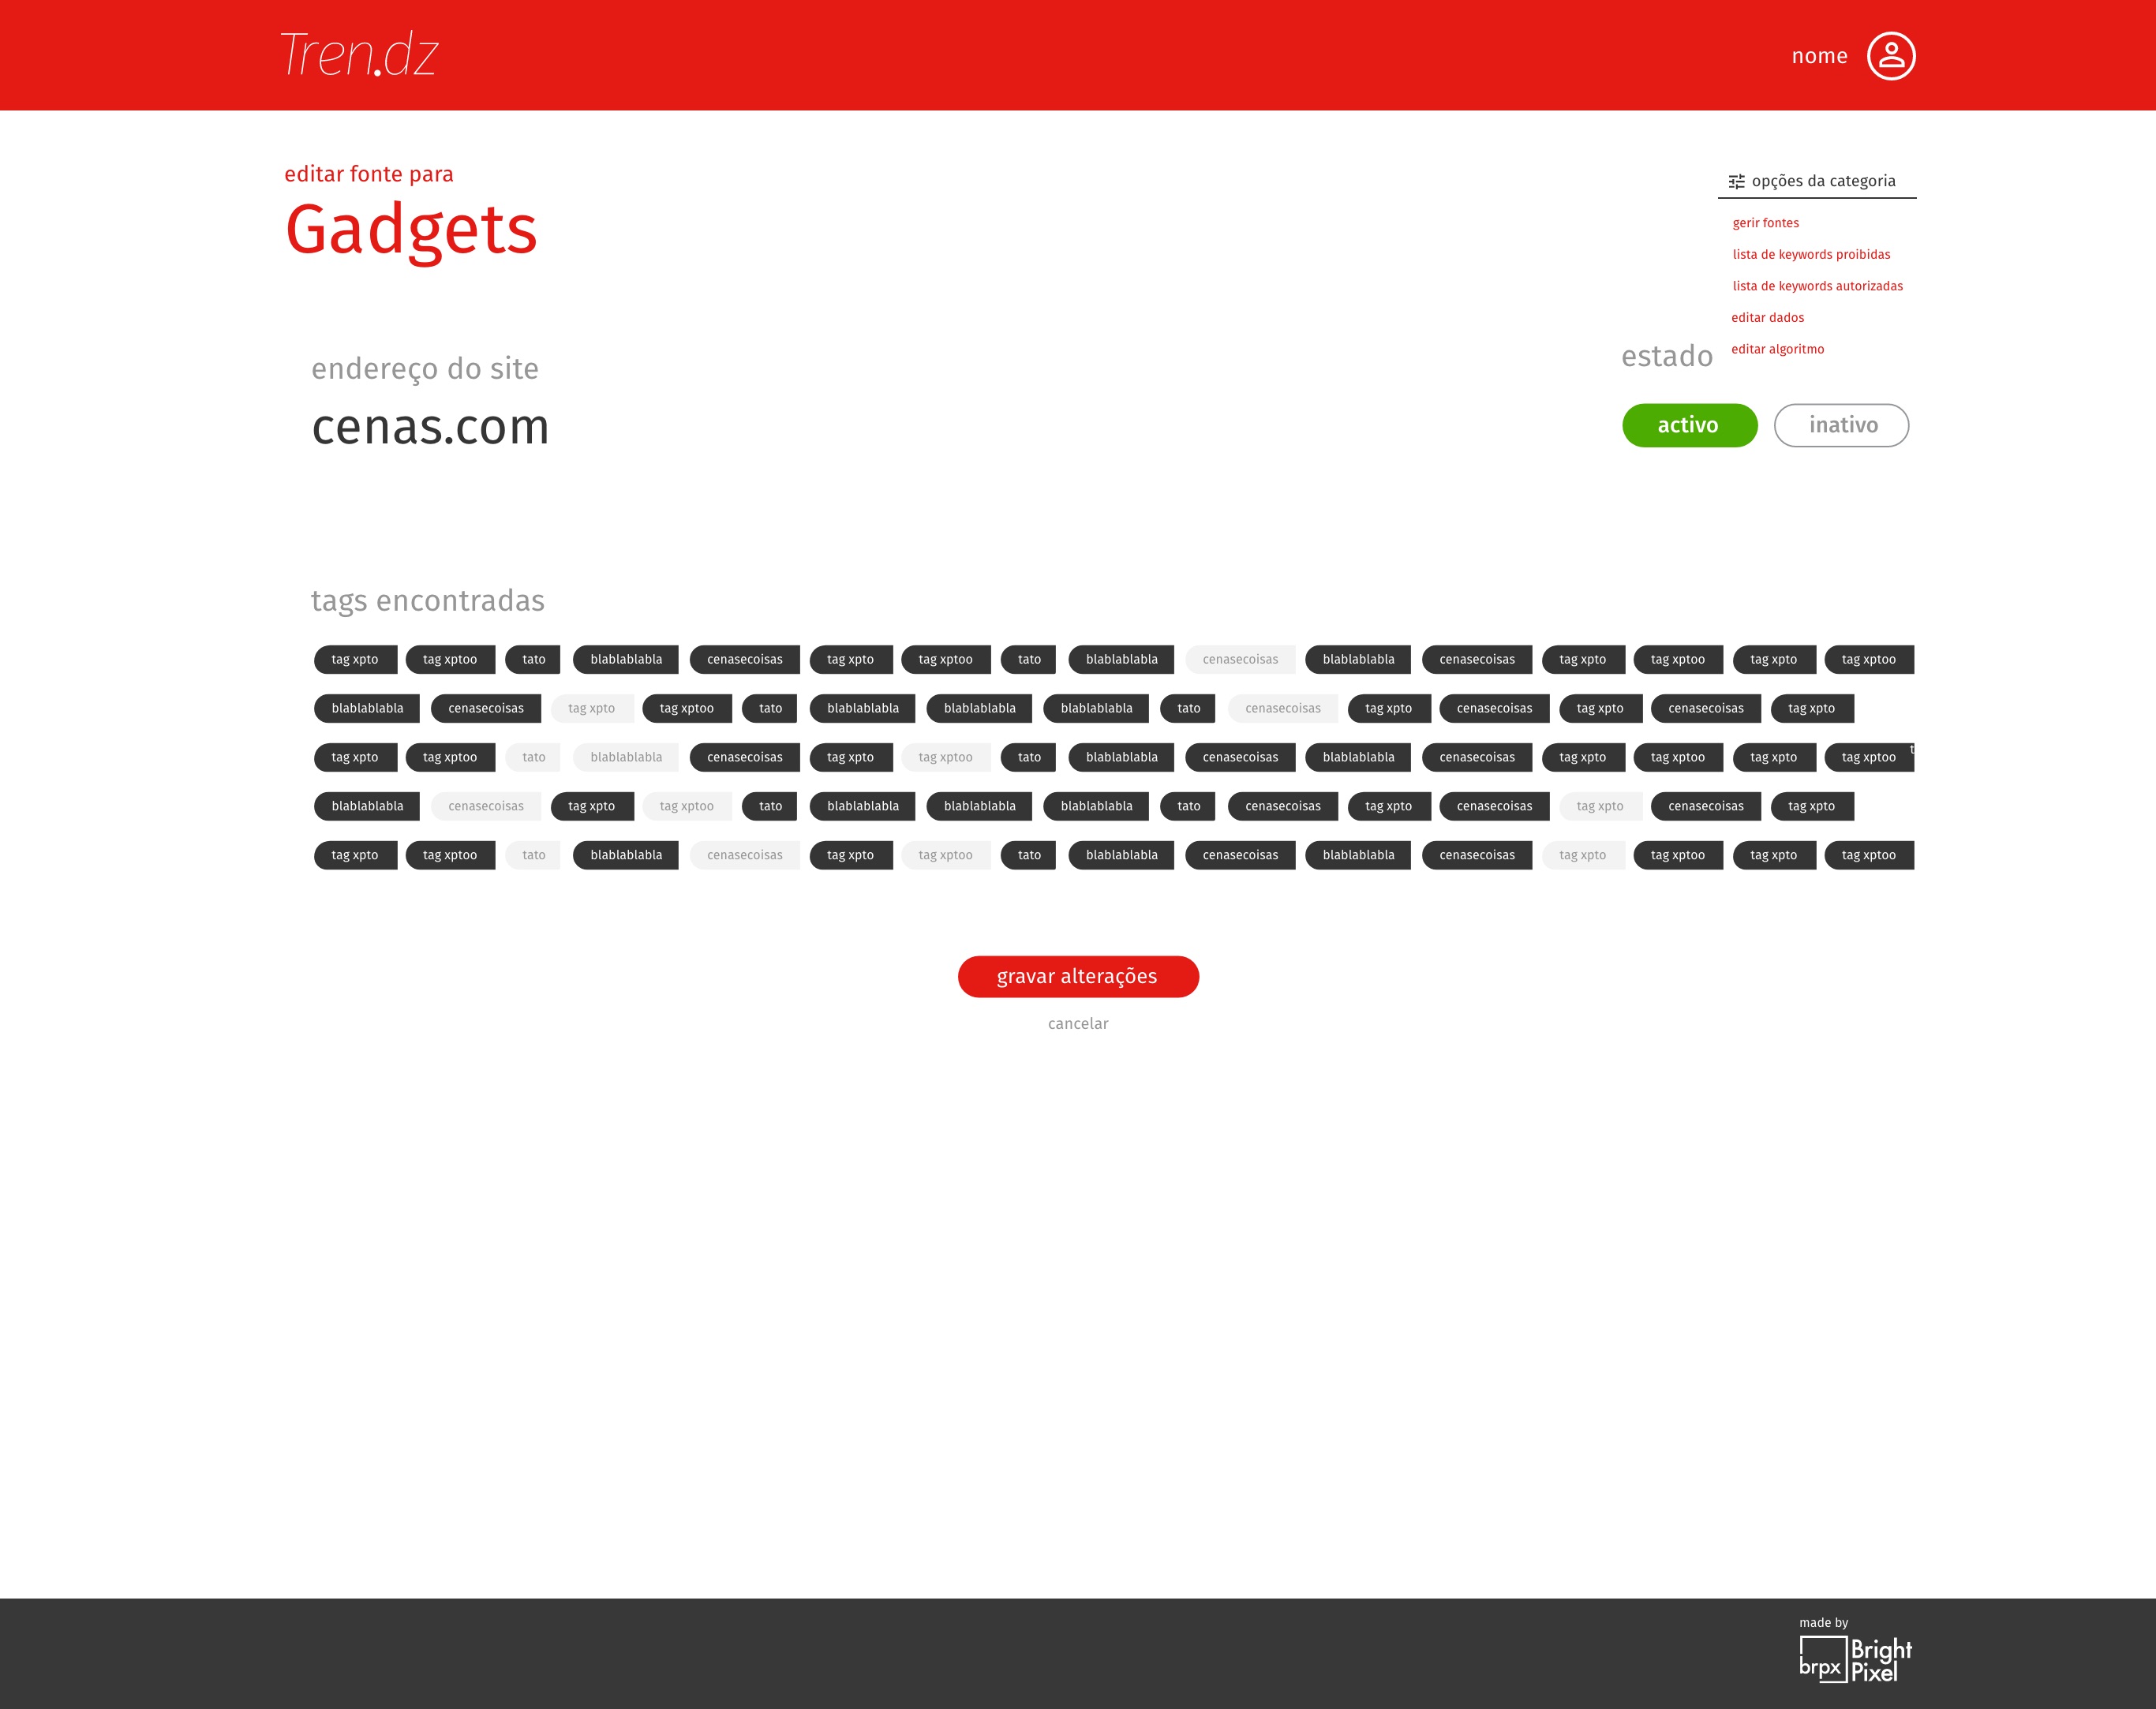 Tren.dz
nome
editar fonte para
Gadgets
opções da categoria
gerir fontes
lista de keywords proibidas
lista de keywords autorizadas
editar dados
editar algoritmo
endereço do site
cenas.com
estado
activo inativo
tags encontradas
tag xpto tag xptoo tato blablablabla cenasecoisas tag xpto tag xptoo tato blablablabla cenasecoisas blablablabla cenasecoisas tag xpto tag xptoo tag xpto tag xptoo
blablablabla cenasecoisas tag xpto tag xptoo tato blablablabla blablablabla blablablabla tato cenasecoisas tag xpto cenasecoisas tag xpto cenasecoisas tag xpto
tag xpto tag xptoo tato blablablabla cenasecoisas tag xpto tag xptoo tato blablablabla cenasecoisas blablablabla cenasecoisas tag xpto tag xptoo tag xpto tag xptoo
blablablabla cenasecoisas tag xpto tag xptoo tato blablablabla blablablabla blablablabla tato cenasecoisas tag xpto cenasecoisas tag xpto cenasecoisas tag xpto
tag xpto tag xptoo tato blablablabla cenasecoisas tag xpto tag xptoo tato blablablabla cenasecoisas blablablabla cenasecoisas tag xpto tag xptoo tag xpto tag xptoo
gravar alterações
cancelar
made by
brpx Bright
Pixel